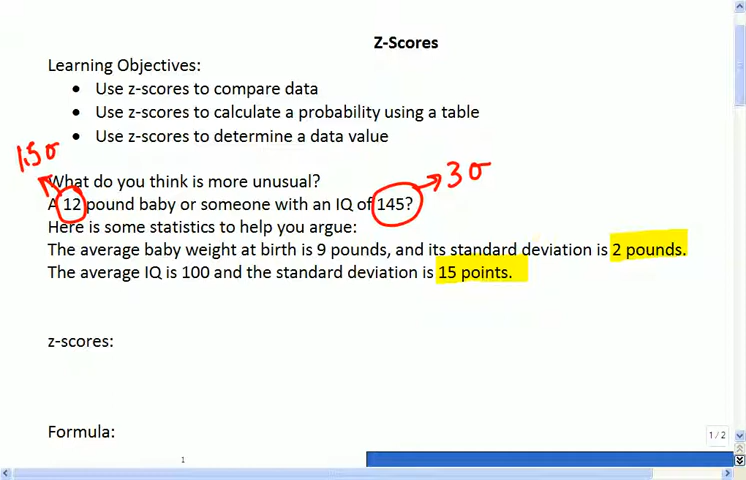 Z-Scores
Learning Objectives:
• Use z-scores to compare data
• Use z-scores to calculate a probability using a table
• Use z-scores to determine a data value
1.5σ
3σ
What do you think is more unusual?
A 12 pound baby or someone with an IQ of 145?
Here is some statistics to help you argue:
The average baby weight at birth is 9 pounds, and its standard deviation is 2 pounds.
The average IQ is 100 and the standard deviation is 15 points.
z-scores:
Formula:
1 / 2
1